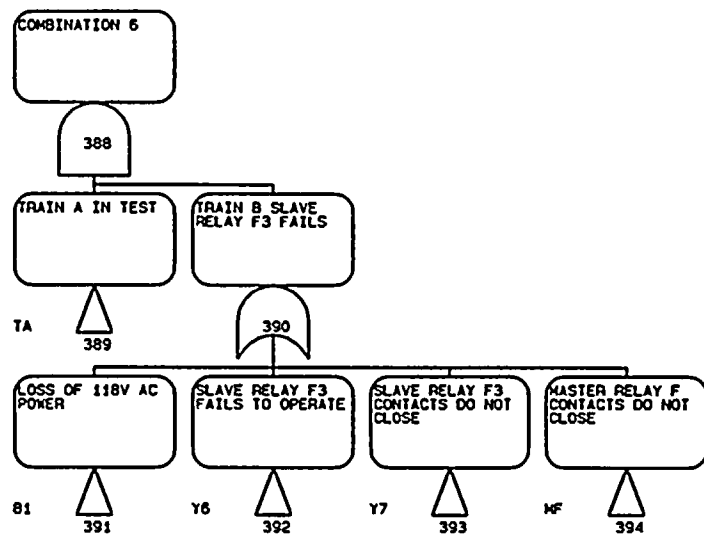 COMBINATION 6
388
TRAIN A IN TEST
TRAIN B SLAVE
RELAY F3 FAILS
TA
389
390
LOSS OF 118V AC
POWER
SLAVE RELAY F3
FAILS TO OPERATE
SLAVE RELAY F3
CONTACTS DO NOT
CLOSE
MASTER RELAY F
CONTACTS DO NOT
CLOSE
81
391
Y6
392
Y7
393
MF
394